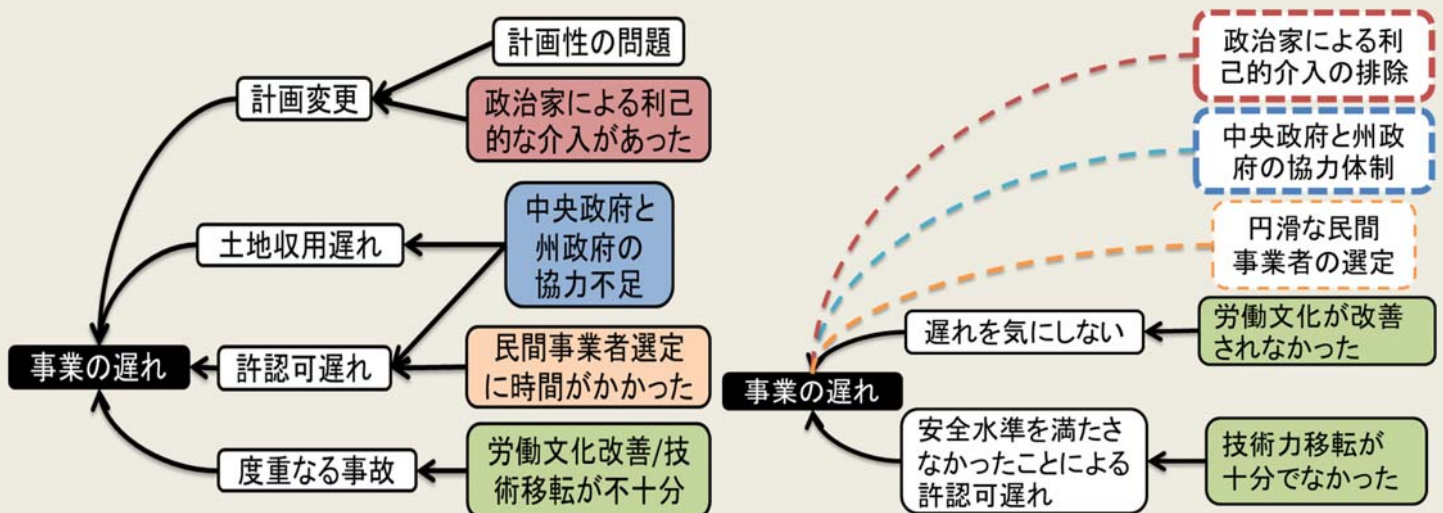 計画性の問題
計画変更
政治家による利己
的な介入があった
土地収用遅れ
中央政府と
州政府の
協力不足
事業の遅れ
許認可遅れ
民間事業者選定
に時間がかかった
度重なる事故
労働文化改善/技
術移転が不十分
政治家による利
己的介入の排除
中央政府と州政
府の協力体制
円滑な民間
事業者の選定
遅れを気にしない
労働文化が改善
されなかった
事業の遅れ
安全水準を満たさ
なかったことによる
許認可遅れ
技術力移転が
十分でなかった